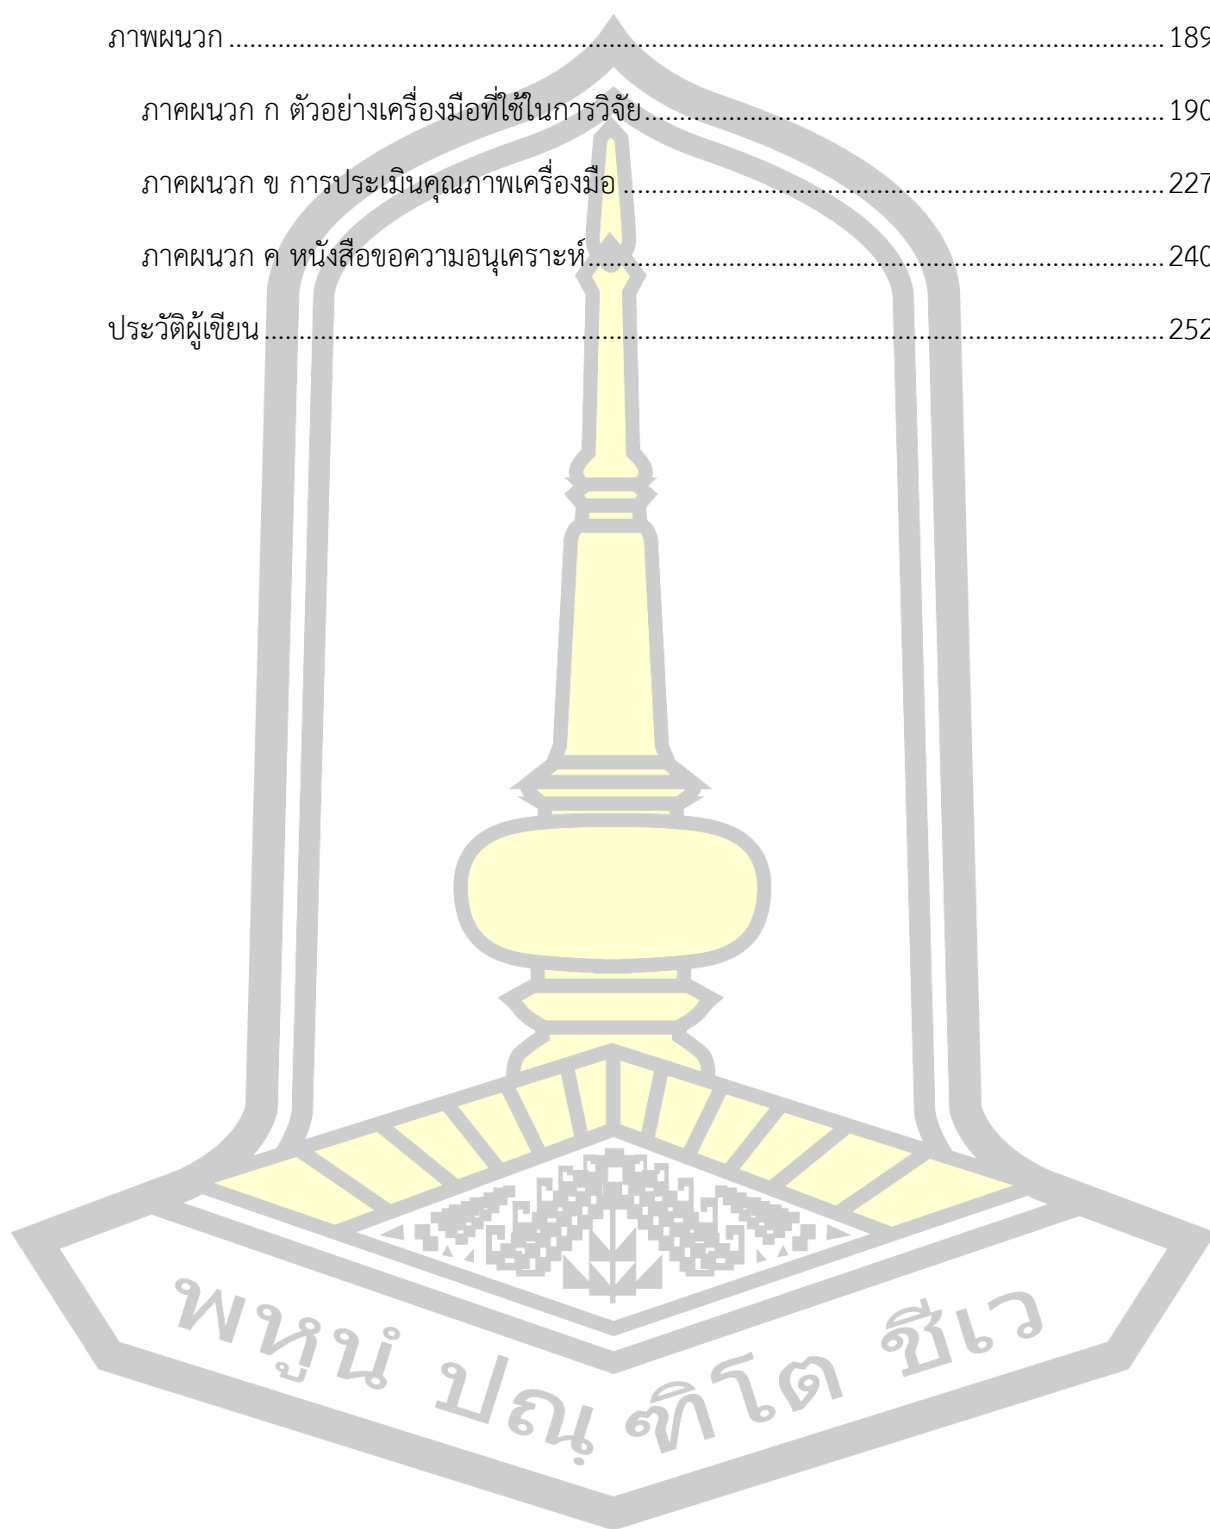 ภาพผนวก ........................................................................................................................ 189
ภาคผนวก ก ตัวอย่างเครื่องมือที่ใช้ในการวิจัย .................................................................. 190
ภาคผนวก ข การประเมินคุณภาพเครื่องมือ ...................................................................... 227
ภาคผนวก ค หนังสือขอความอนุเคราะห์ .......................................................................... 240
ประวัติผู้เขียน ................................................................................................................... 252
พหูนํ ปณฺฑิโต ชีเว